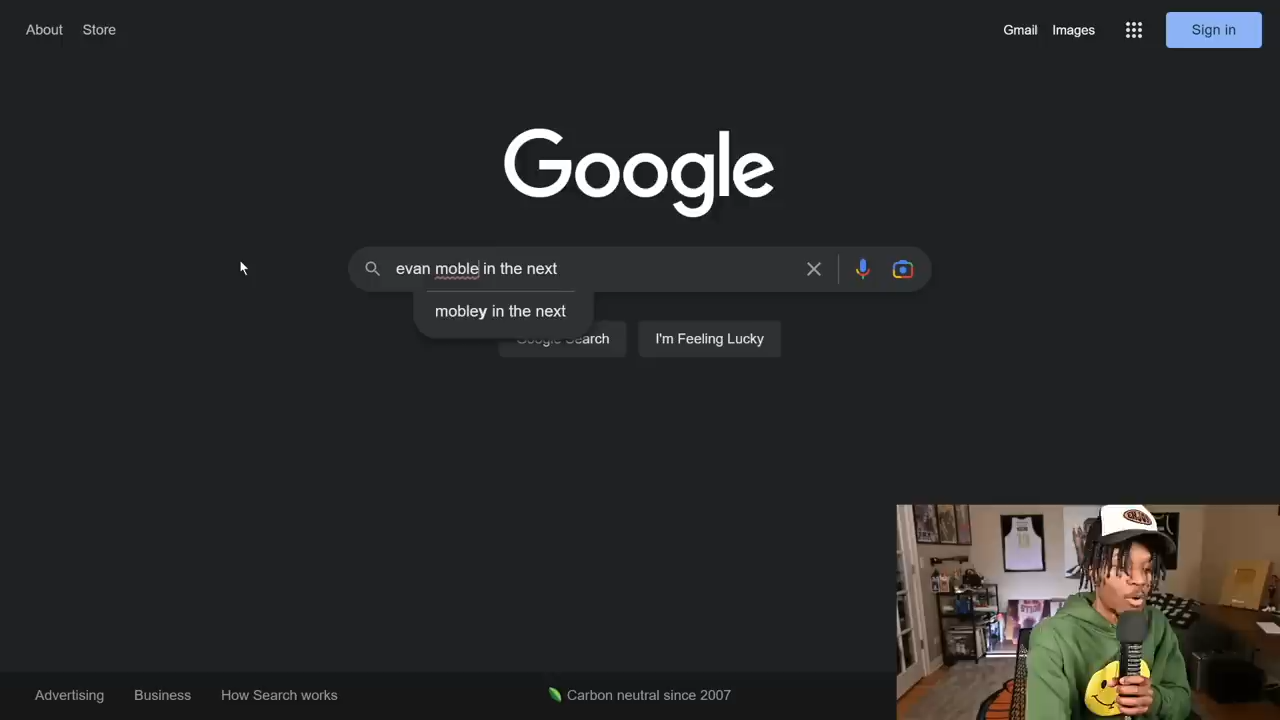 About
Store
Gmail
Images
Sign in
Google
evan moble in the next
mobley in the next
Google Search
I'm Feeling Lucky
Advertising
Business
How Search works
Carbon neutral since 2007